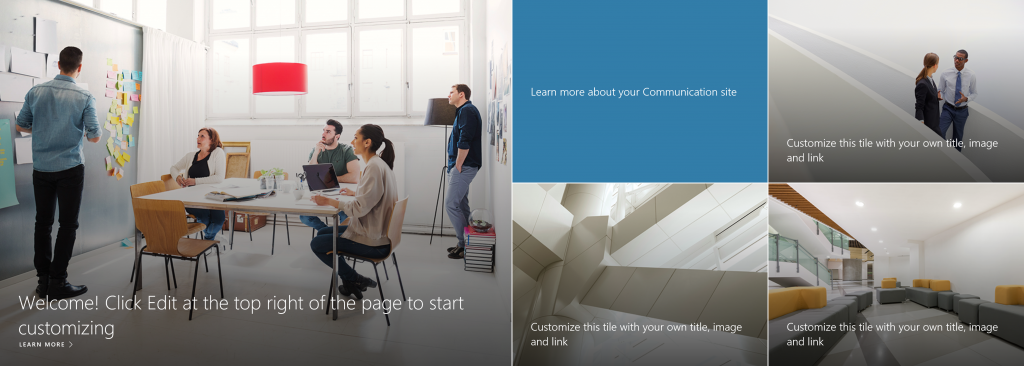 Welcome! Click Edit at the top right of the page to start
customizing
LEARN MORE
Learn more about your Communication site
Customize this tile with your own title, image
and link
Customize this tile with your own title, image
and link
Customize this tile with your own title, image
and link